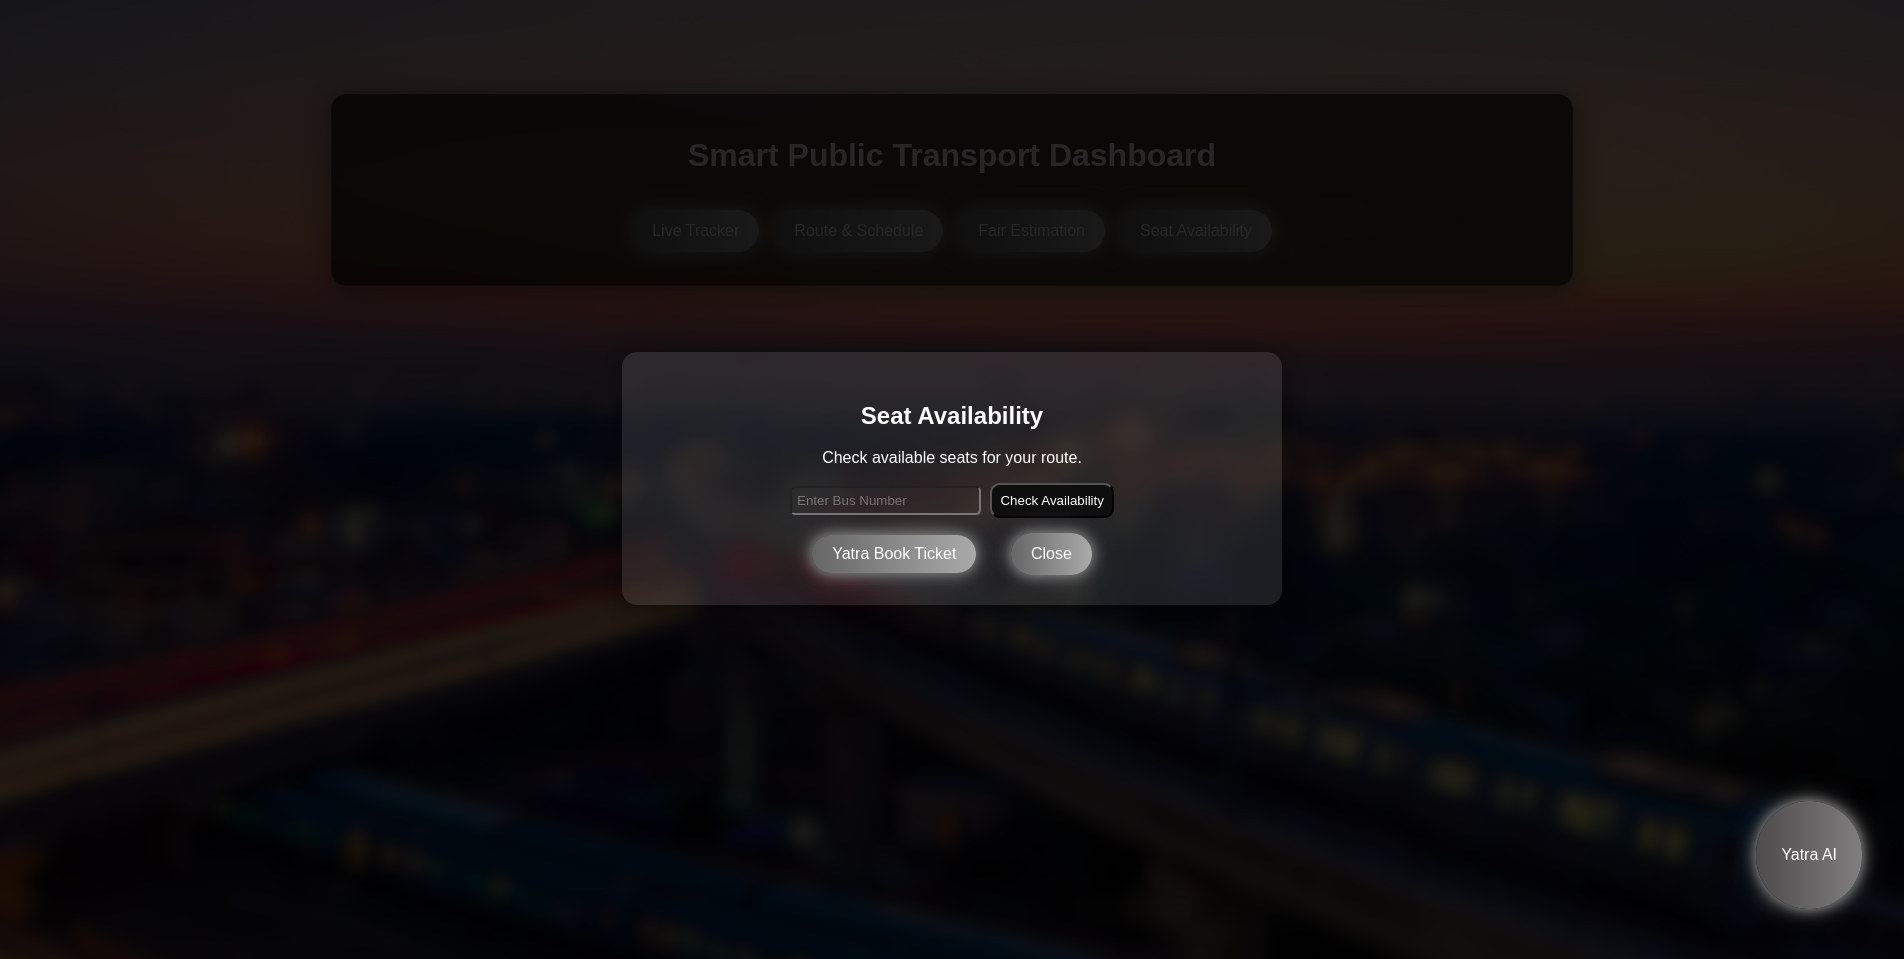 Smart Public Transport Dashboard
Live Tracker Route & Schedule Fair Estimation Seat Availability
Seat Availability
Check available seats for your route.
Enter Bus Number Check Availability
Yatra Book Ticket Close
Yatra AI